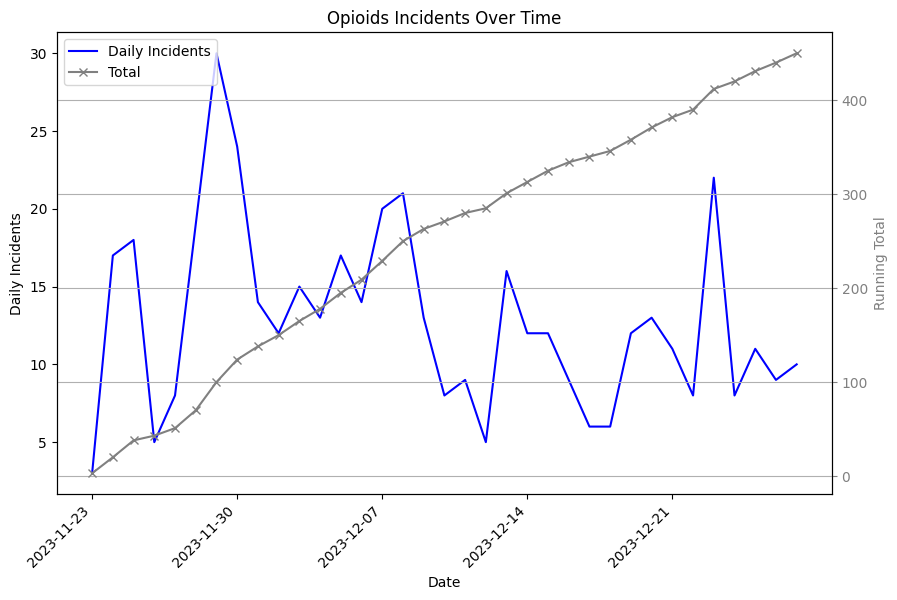 Opioids Incidents Over Time
Daily Incidents
Total
30
25
20
15
10
5
Daily Incidents
400
300
200
100
0
Running Total
2023-11-23
2023-11-30
2023-12-07
2023-12-14
2023-12-21
Date